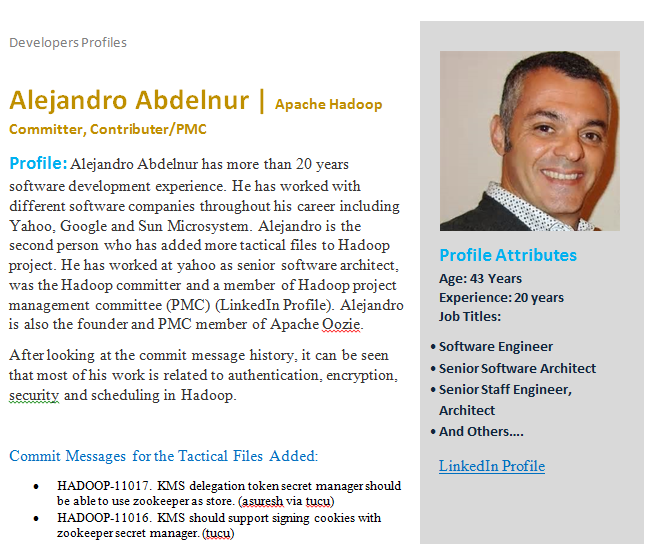 Developers Profiles
Alejandro Abdelnur | Apache Hadoop
Committer, Contributer/PMC
Profile: Alejandro Abdelnur has more than 20 years
software development experience. He has worked with
different software companies throughout his career including
Yahoo, Google and Sun Microsystem. Alejandro is the
second person who has added more tactical files to Hadoop
project. He has worked at yahoo as senior software architect,
was the Hadoop committer and a member of Hadoop project
management committee (PMC) (LinkedIn Profile). Alejandro
is also the founder and PMC member of Apache Oozie.
After looking at the commit message history, it can be seen
that most of his work is related to authentication, encryption,
security and scheduling in Hadoop.
Commit Messages for the Tactical Files Added:
• HADOOP-11017. KMS delegation token secret manager should
be able to use zookeeper as store. (asuresh via tucu)
• HADOOP-11016. KMS should support signing cookies with
zookeeper secret manager. (tucu)
Profile Attributes
Age: 43 Years
Experience: 20 years
Job Titles:
• Software Engineer
• Senior Software Architect
• Senior Staff Engineer,
Architect
• And Others....
LinkedIn Profile